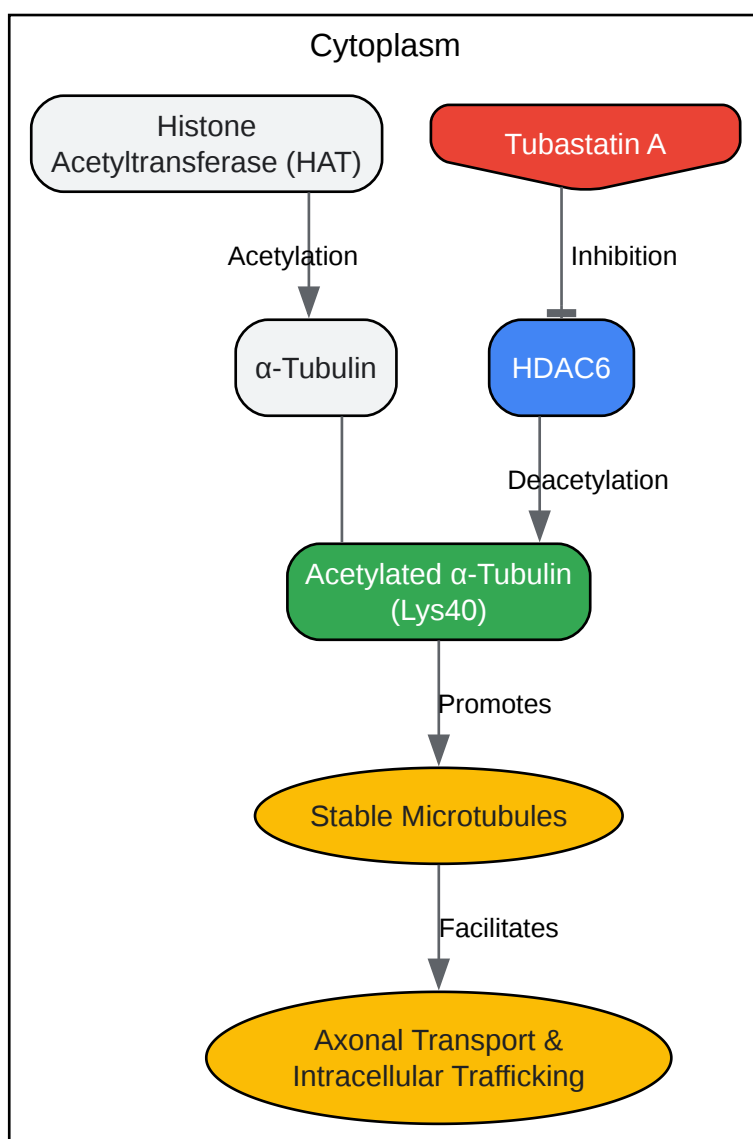 Cytoplasm
Histone
Acetyltransferase (HAT)
Tubastatin A
Acetylation
Inhibition
α-Tubulin
HDAC6
Deacetylation
Acetylated α-Tubulin
(Lys40)
Promotes
Stable Microtubules
Facilitates
Axonal Transport &
Intracellular Trafficking